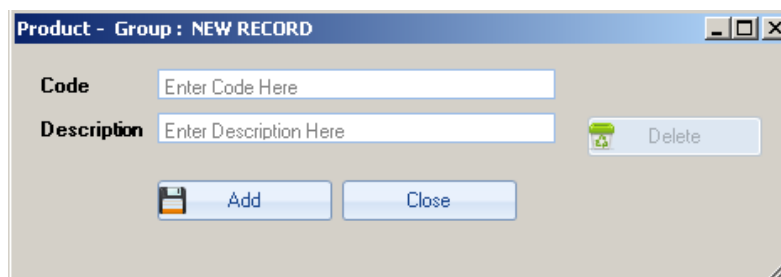 Product - Group : NEW RECORD
Code Enter Code Here
Description Enter Description Here
Delete
Add Close